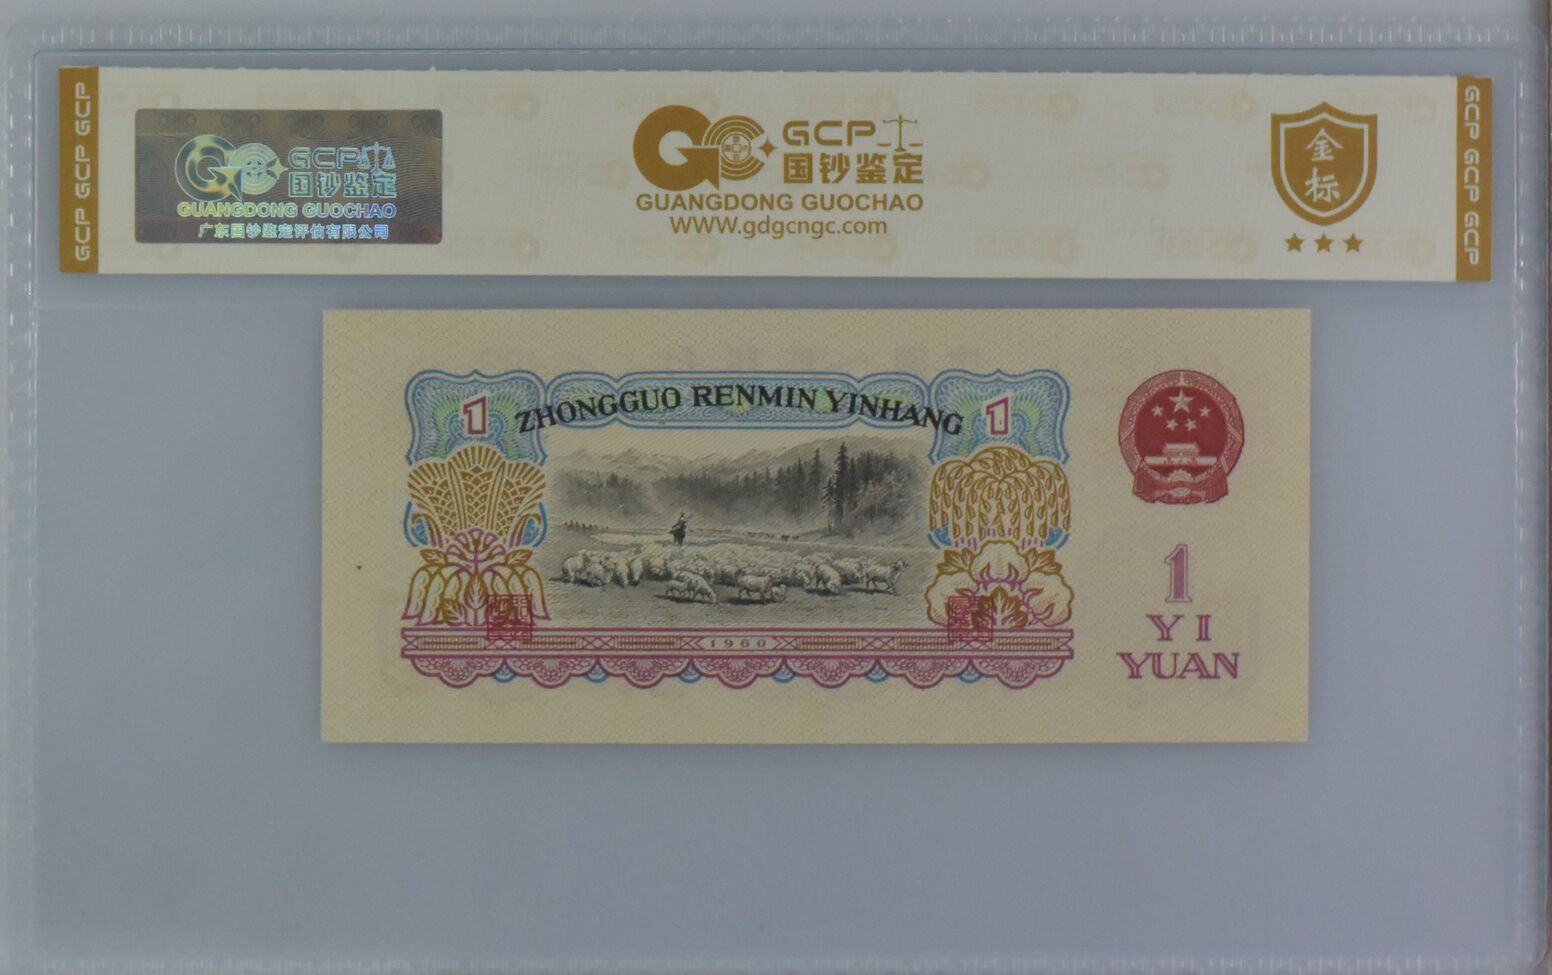 GCP GCP GCP
GCP
国钞鉴定
GUANGDONG GUOCHAO
广东国钞鉴定评估有限公司
GCP
国钞鉴定
GUANGDONG GUOCHAO
WWW.gdgcngc.com
金标
GCP GCP GCP
1 ZHONGGUO RENMIN YINHANG 1
1960
1
YI
YUAN